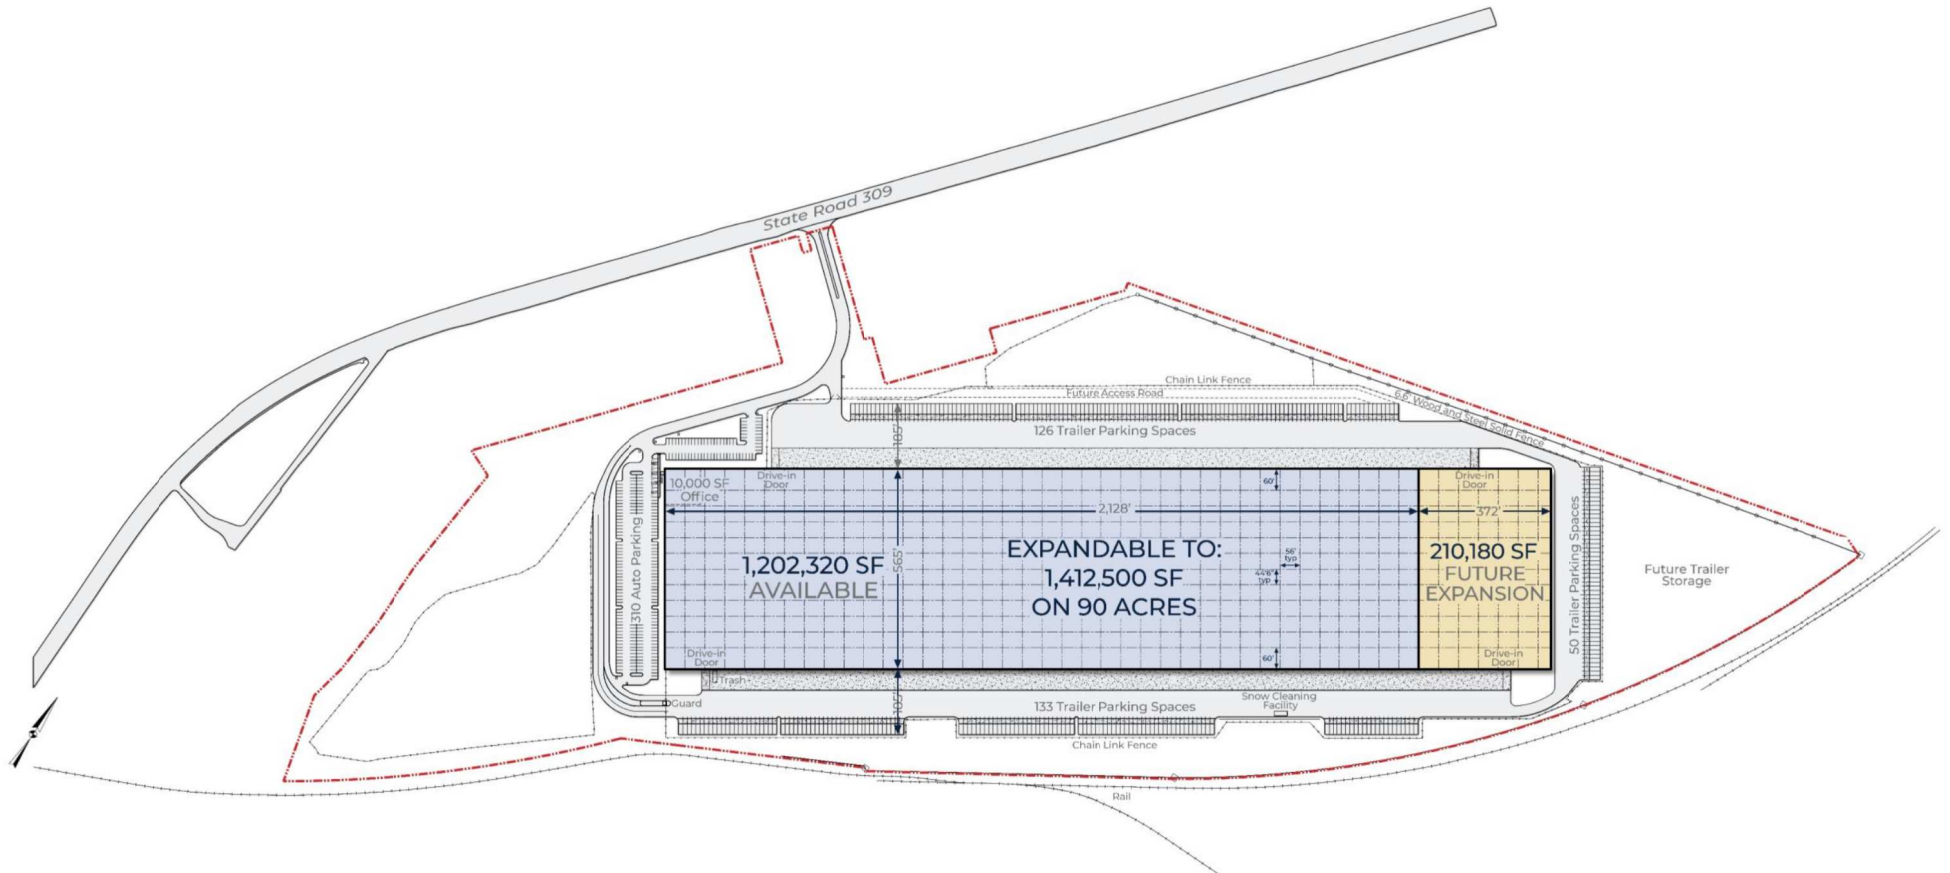 State Road 309
Chain Link Fence
Future Access Road
6.6' Wood and Steel Solid Fence
126 Trailer Parking Spaces
185'
10,000 SF
Office
Drive-in
Door
60'
Drive-in
Door
2,128'
372'
310 Auto Parking
1,202,320 SF
AVAILABLE
565'
EXPANDABLE TO:
1,412,500 SF
ON 90 ACRES
56'
typ
44'6"
typ
210,180 SF
FUTURE
EXPANSION
50 Trailer Parking Spaces
Future Trailer
Storage
Drive-in
Door
60'
Drive-in
Door
Trash
Guard
185'
133 Trailer Parking Spaces
Snow Cleaning
Facility
Chain Link Fence
Rail